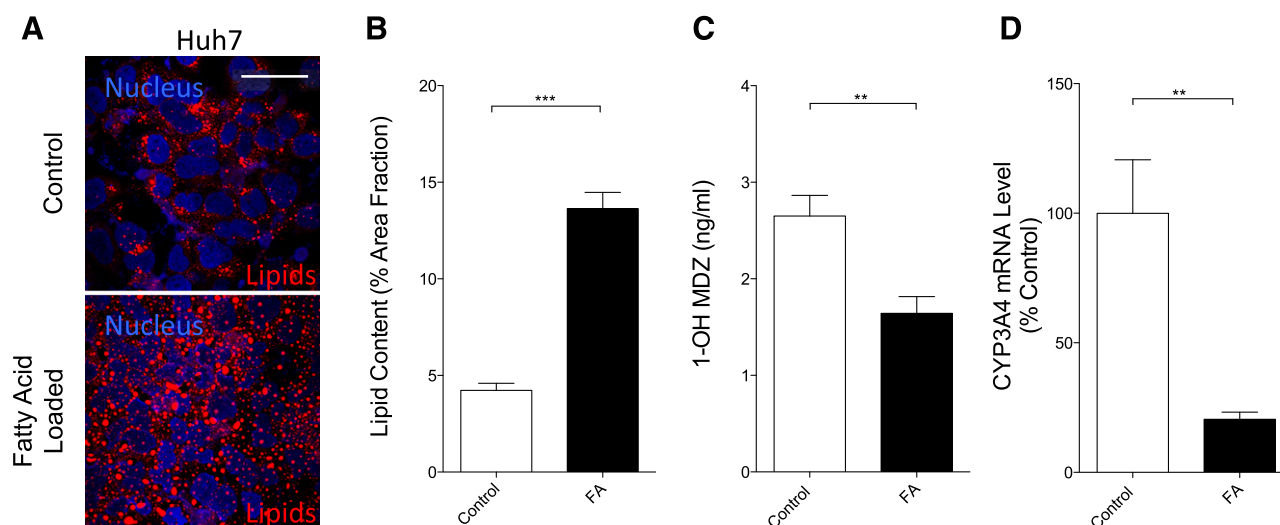 A
Huh7
Control
Nucleus
Lipids
Fatty Acid
Loaded
Nucleus
Lipids
B
Lipid Content (% Area Fraction)
20
15
10
5
0
***
Control
FA
C
1-OH MDZ (ng/ml)
4
3
2
1
0
**
Control
FA
D
CYP3A4 mRNA Level
(% Control)
150
100
50
0
**
Control
FA